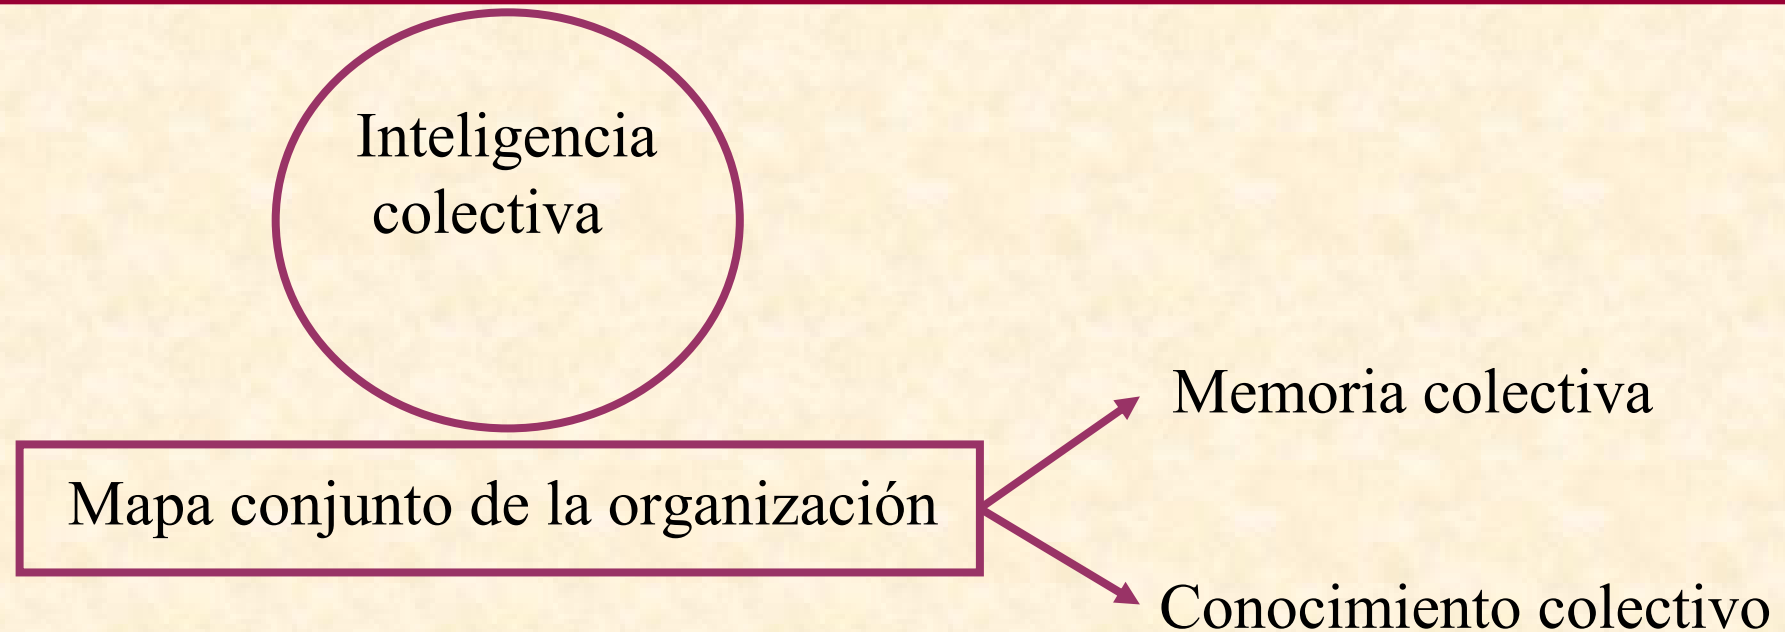 Inteligencia
colectiva
Memoria colectiva
Mapa conjunto de la organización
Conocimiento colectivo